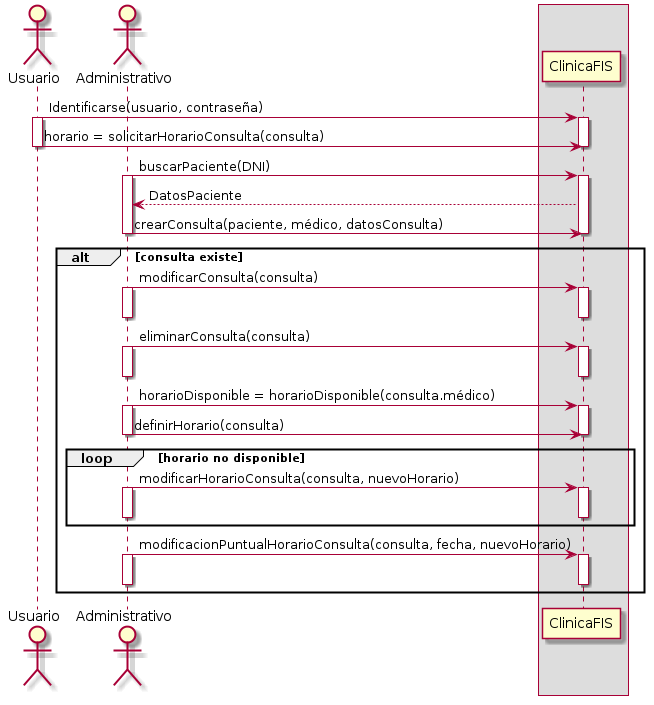 Usuario
Administrativo
ClinicaFIS
Identificarse(usuario, contraseña)
horario = solicitarHorarioConsulta(consulta)
buscarPaciente(DNI)
DatosPaciente
crearConsulta(paciente, médico, datosConsulta)
alt [consulta existe]
modificarConsulta(consulta)
eliminarConsulta(consulta)
horarioDisponible = horarioDisponible(consulta.médico)
definirHorario(consulta)
loop [horario no disponible]
modificarHorarioConsulta(consulta, nuevoHorario)
modificacionPuntualHorarioConsulta(consulta, fecha, nuevoHorario)
Usuario
Administrativo
ClinicaFIS